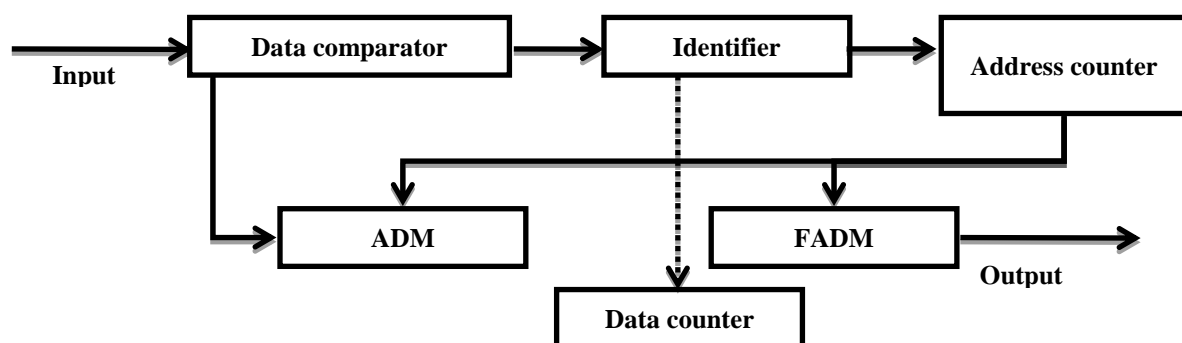 Data comparator
Identifier
Address counter
Input
ADM
FADM
Output
Data counter